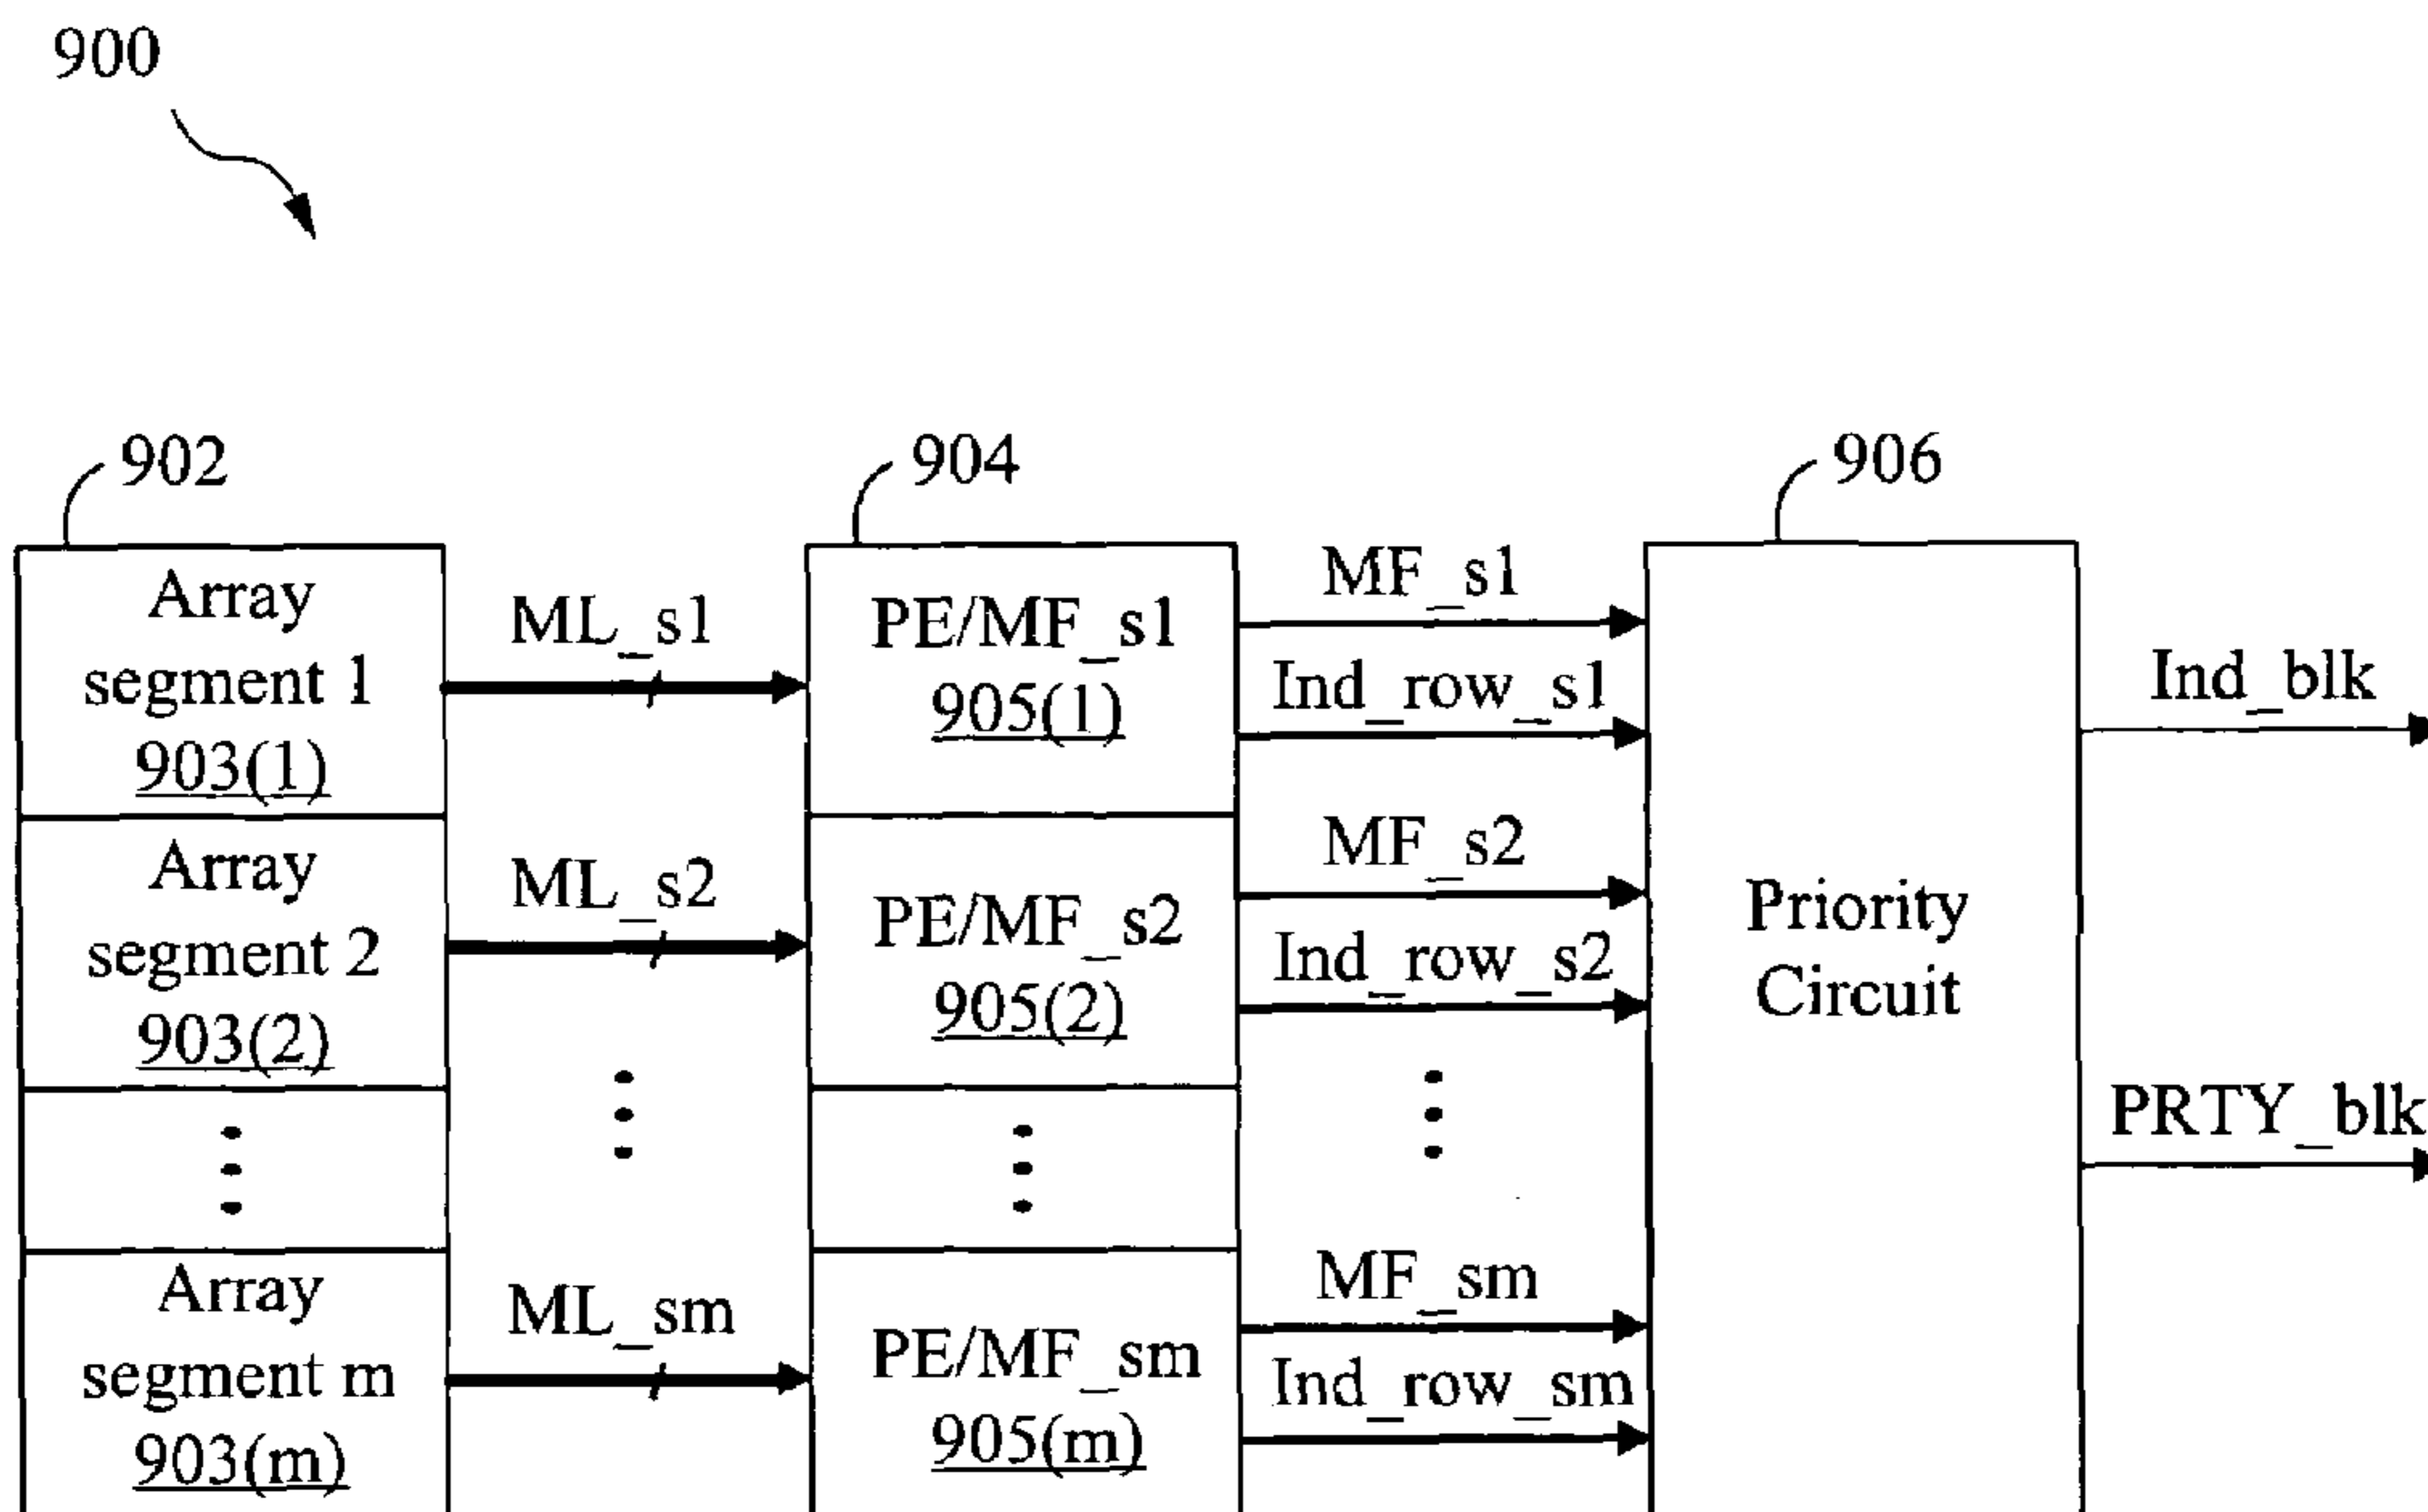 900
902
904
906
Array
segment 1
903(1)
ML_s1
PE/MF_s1
905(1)
MF_s1
Ind_row_s1
Ind_blk
Array
segment 2
903(2)
ML_s2
PE/MF_s2
905(2)
MF_s2
Ind_row_s2
Priority
Circuit
PRTY_blk
Array
segment m
903(m)
ML_sm
PE/MF_sm
905(m)
MF_sm
Ind_row_sm